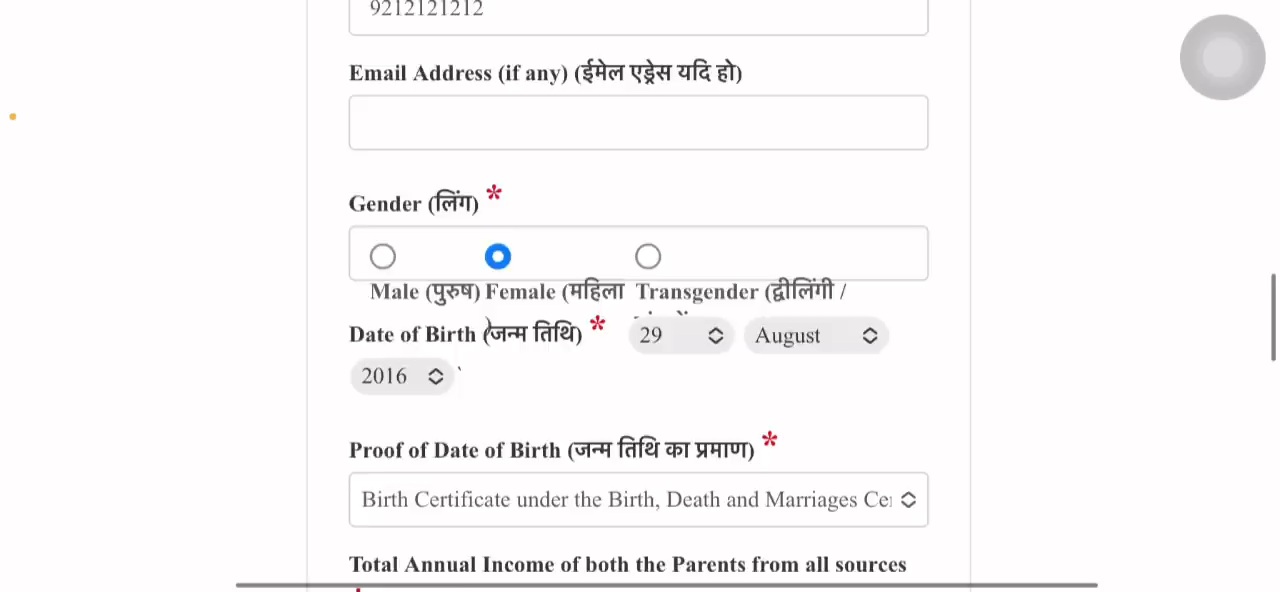 9212121212
Email Address (if any) (ईमेल एड्रेस यदि हो)
Gender (लिंग) *
Male (पुरुष) Female (महिला Transgender (द्वीलिंगी /
Date of Birth (जन्म तिथि) * 29 August
2016 `
Proof of Date of Birth (जन्म तिथि का प्रमाण) *
Birth Certificate under the Birth, Death and Marriages
Total Annual Income of both the Parents from all sources